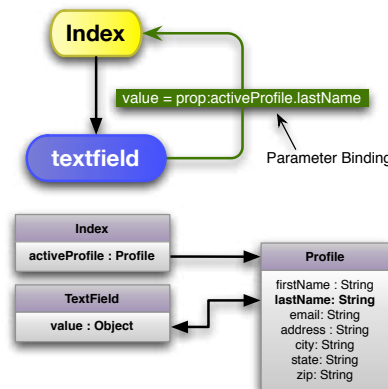 Index
value = prop:activeProfile.lastName
textfield
Parameter Binding
Index
activeProfile : Profile
TextField
value : Object
Profile
firstName : String
lastName: String
email: String
address : String
city: String
state: String
zip: String